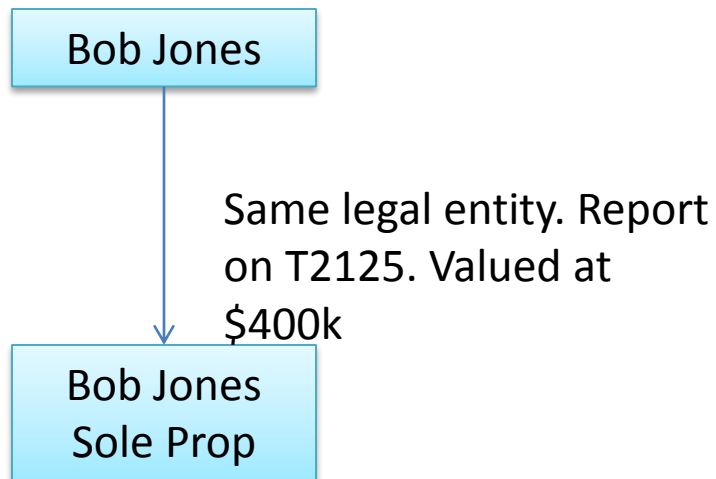 Bob Jones
Same legal entity. Report
on T2125. Valued at
$400k
Bob Jones
Sole Prop